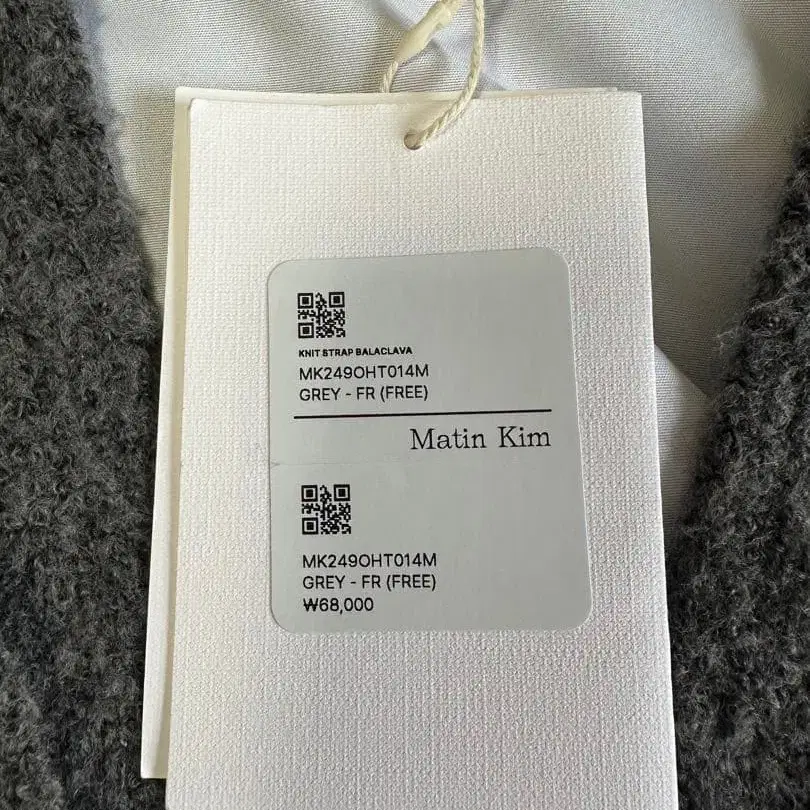 KNIT STRAP BALACLAVA
MK249OHT014M
GREY - FR (FREE)
Matin Kim
MK249OHT014M
GREY - FR (FREE)
₩68,000